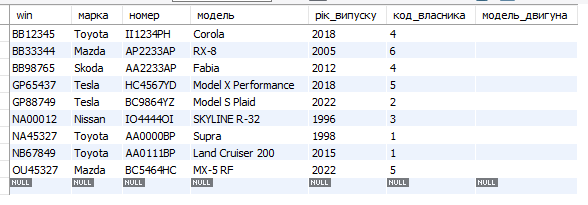 win марка номер модель рік_випуску код_власника модель_двигуна
BB12345 Toyota II1234PH Corola 2018 4
BB33344 Mazda AP2233AP RX-8 2005 6
BB98765 Skoda AA2233AP Fabia 2012 4
GP65437 Tesla HC4567YD Model X Performance 2018 5
GP88749 Tesla BC9864YZ Model S Plaid 2022 2
NA00012 Nissan IO4444OI SKYLINE R-32 1996 3
NA45327 Toyota AA0000BP Supra 1998 1
NB67849 Toyota AA0111BP Land Cruiser 200 2015 1
OU45327 Mazda BC5464HC MX-5 RF 2022 5
NULL NULL NULL NULL NULL NULL NULL